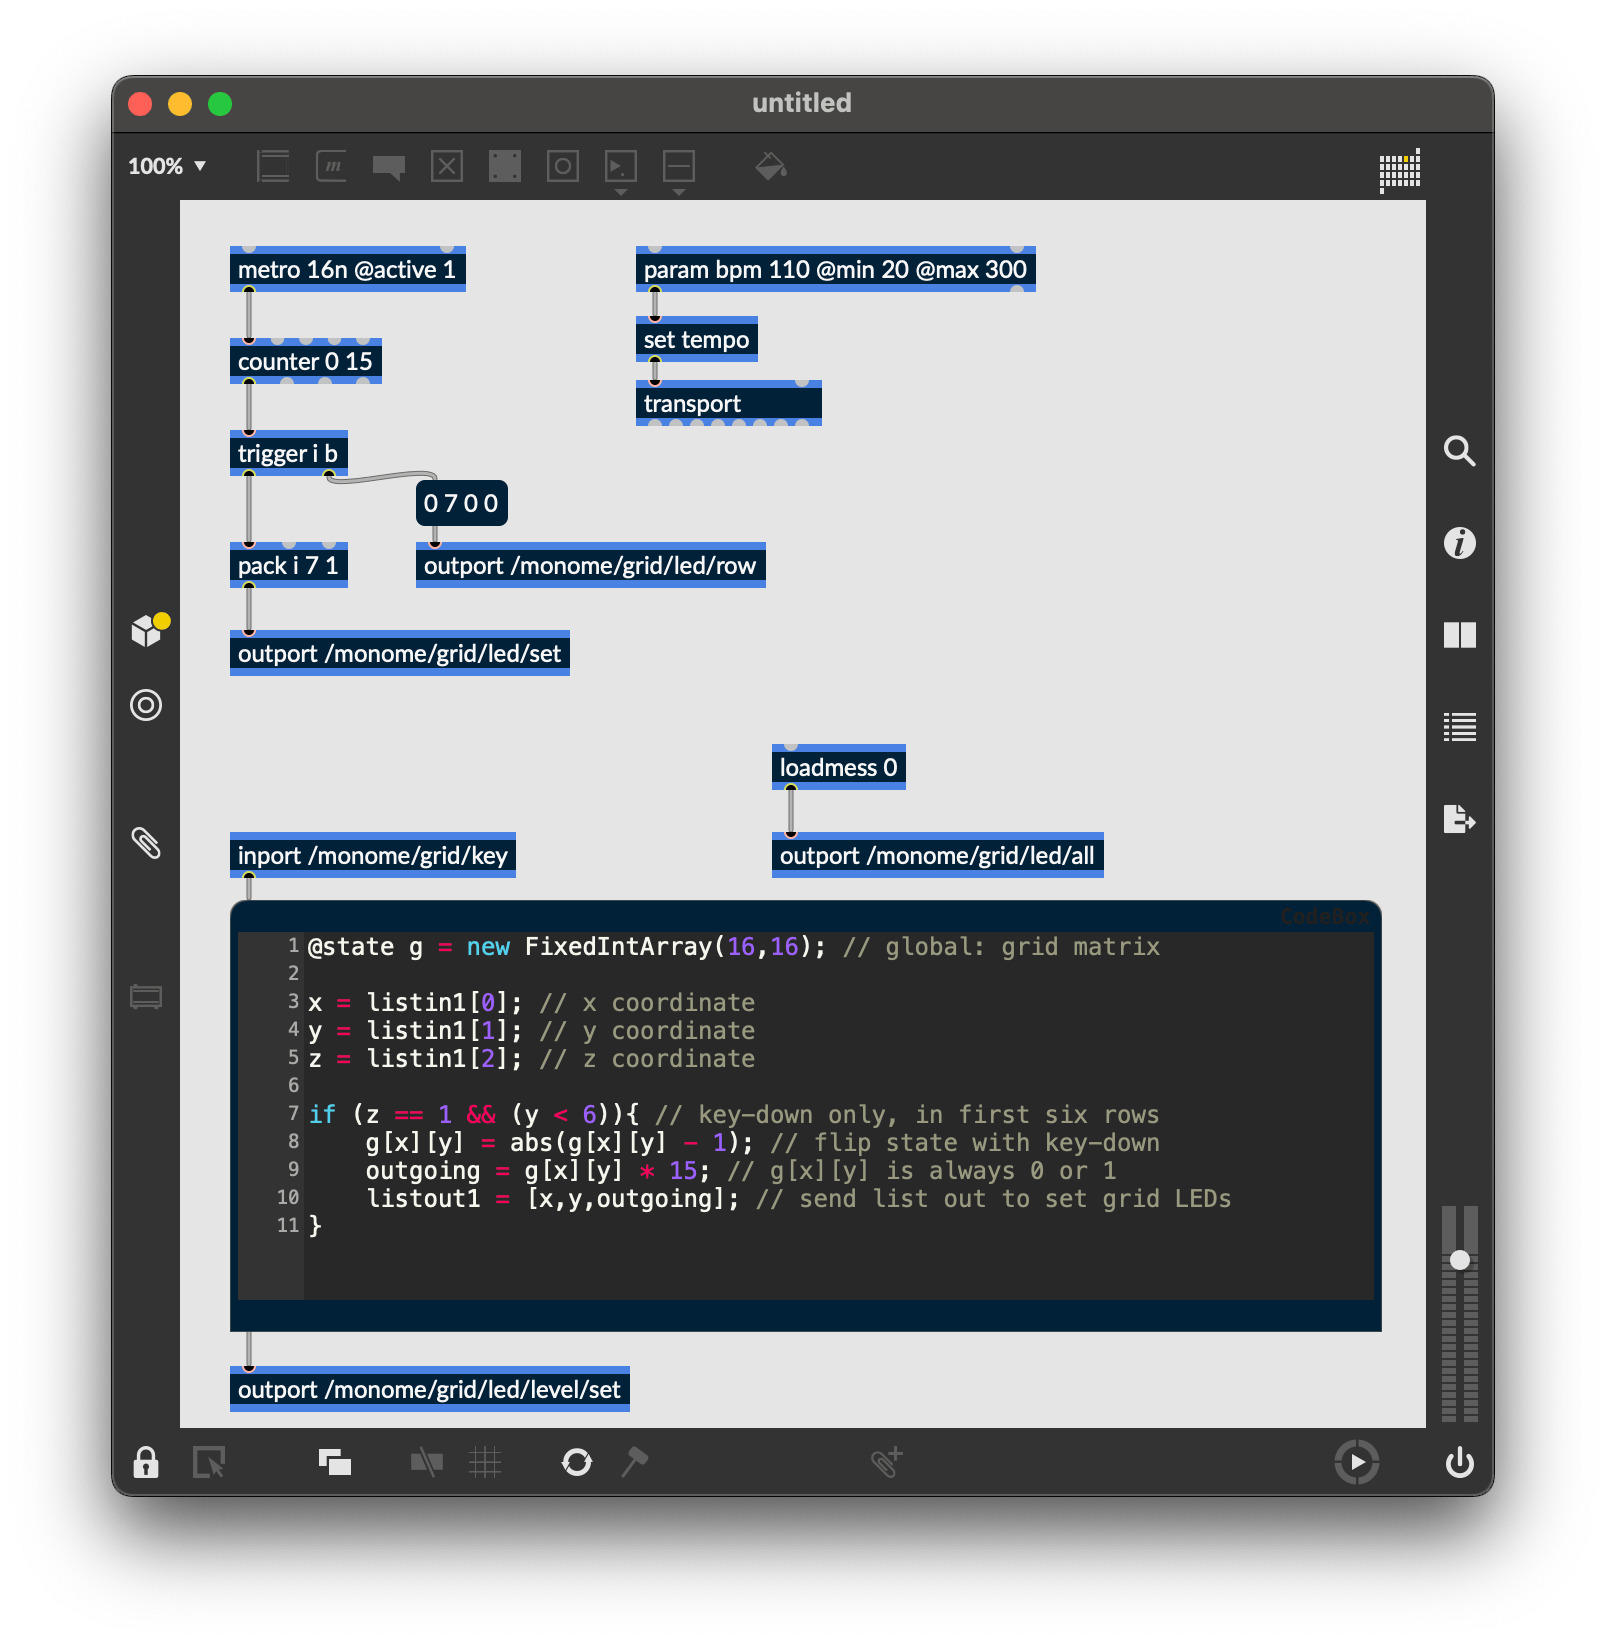 untitled
100%
metro 16n @active 1
param bpm 110 @min 20 @max 300
set tempo
counter 0 15
transport
trigger i b
0 7 0 0
pack i 7 1
outport /monome/grid/led/row
outport /monome/grid/led/set
loadmess 0
inport /monome/grid/key
outport /monome/grid/led/all
CodeBox
1 @state g = new FixedIntArray(16,16); // global: grid matrix
2
3 x = listin1[0]; // x coordinate
4 y = listin1[1]; // y coordinate
5 z = listin1[2]; // z coordinate
6
7 if (z == 1 && (y < 6)){ // key-down only, in first six rows
8 g[x][y] = abs(g[x][y] - 1); // flip state with key-down
9 outgoing = g[x][y] * 15; // g[x][y] is always 0 or 1
10 listout1 = [x,y,outgoing]; // send list out to set grid LEDs
11 }
outport /monome/grid/led/level/set